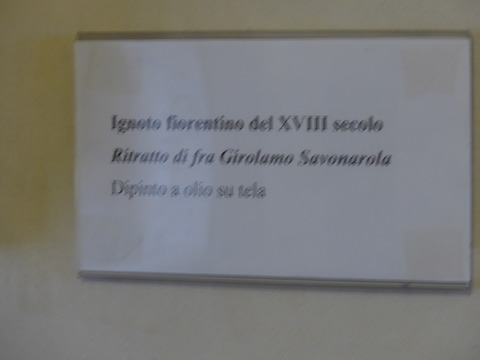 Ignoto fiorentino del XVIII secolo
Ritratto di fra Girolamo Savonarola
Dipinto a olio su tela